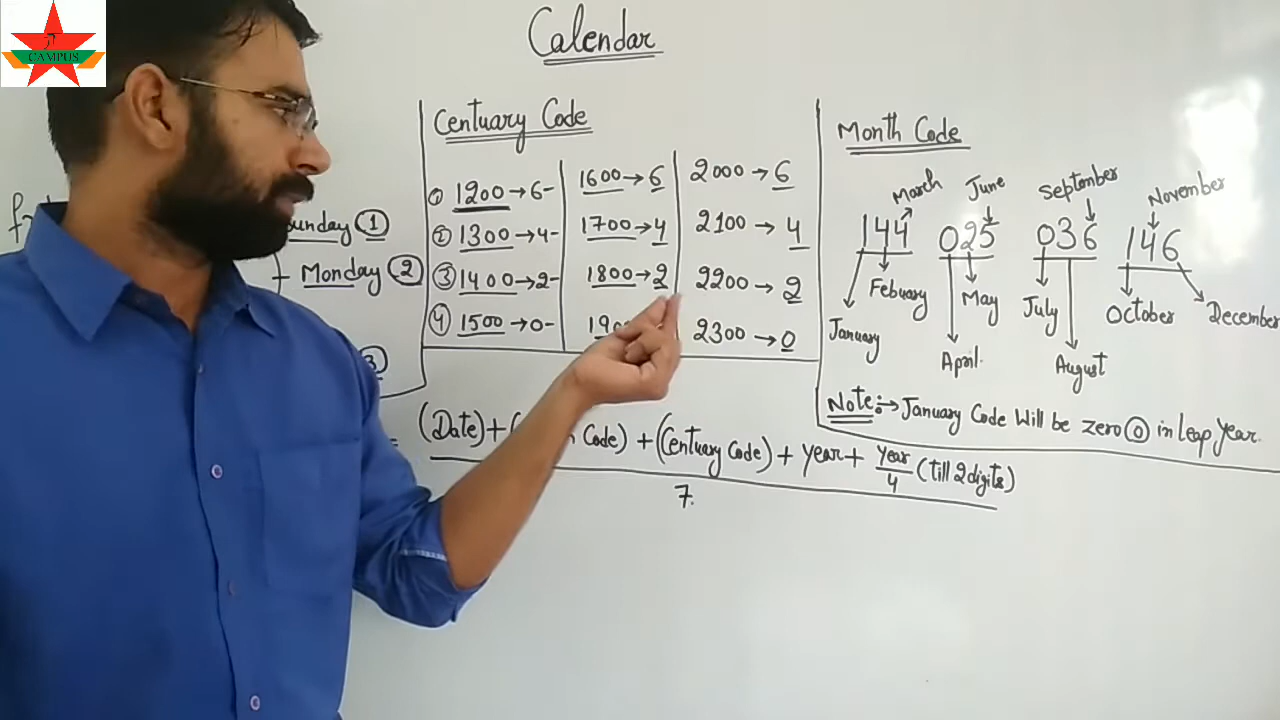 CAMPUS
Calendar
Centuary Code
① 1200→6-
② 1300→4-
③ 1400→2-
④ 1500→0-
1600→6
1700→4
1800→2
2000→6
2100→4
2200→2
2300→0
Month Code
March June September November
144 025 036 146
January Febuary April May July August October December
Note:→January Code Will be zero ⓪ in Leap Year.
①
+ Monday ②
③
= (Date)+( Code) + (Centuary Code) + year+ year/4 (till 2digits)
7